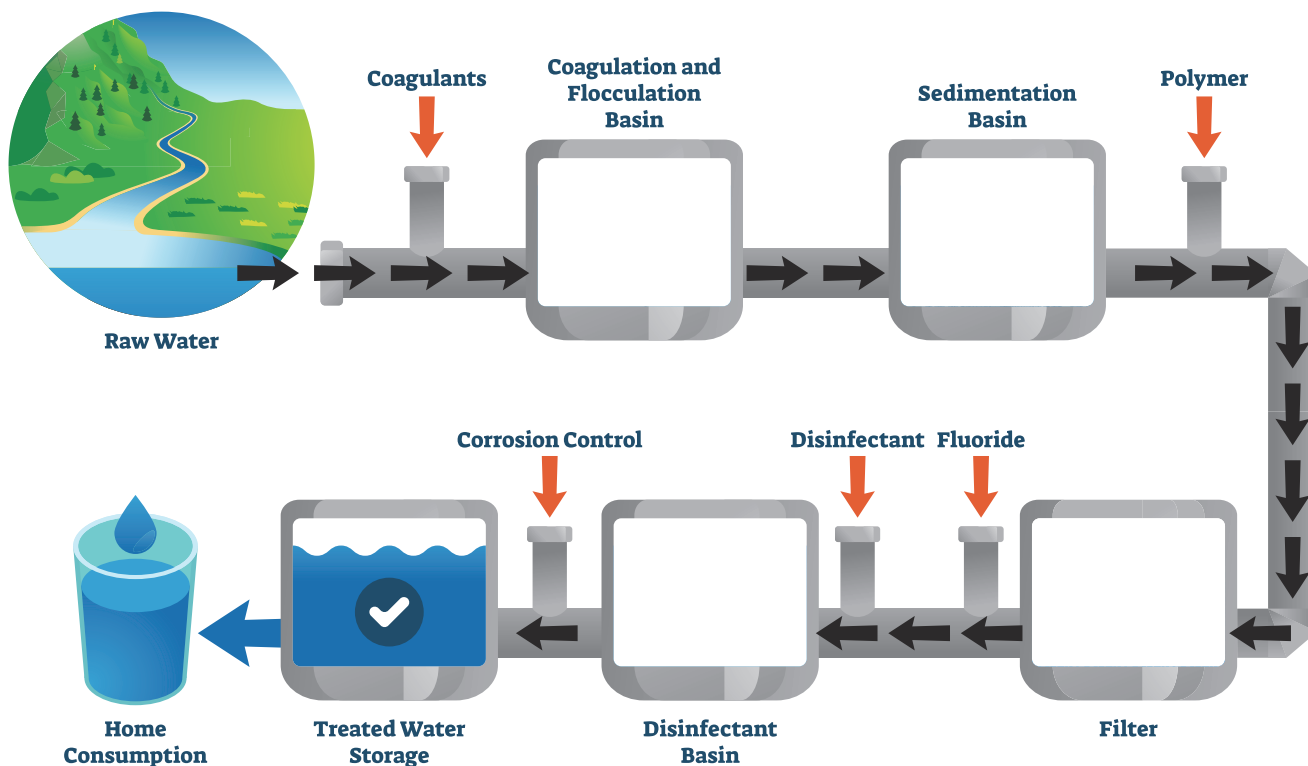 Coagulants
Coagulation and
Flocculation
Basin
Sedimentation
Basin
Polymer
Raw Water
Corrosion Control
Disinfectant
Fluoride
Home
Consumption
Treated Water
Storage
Disinfectant
Basin
Filter